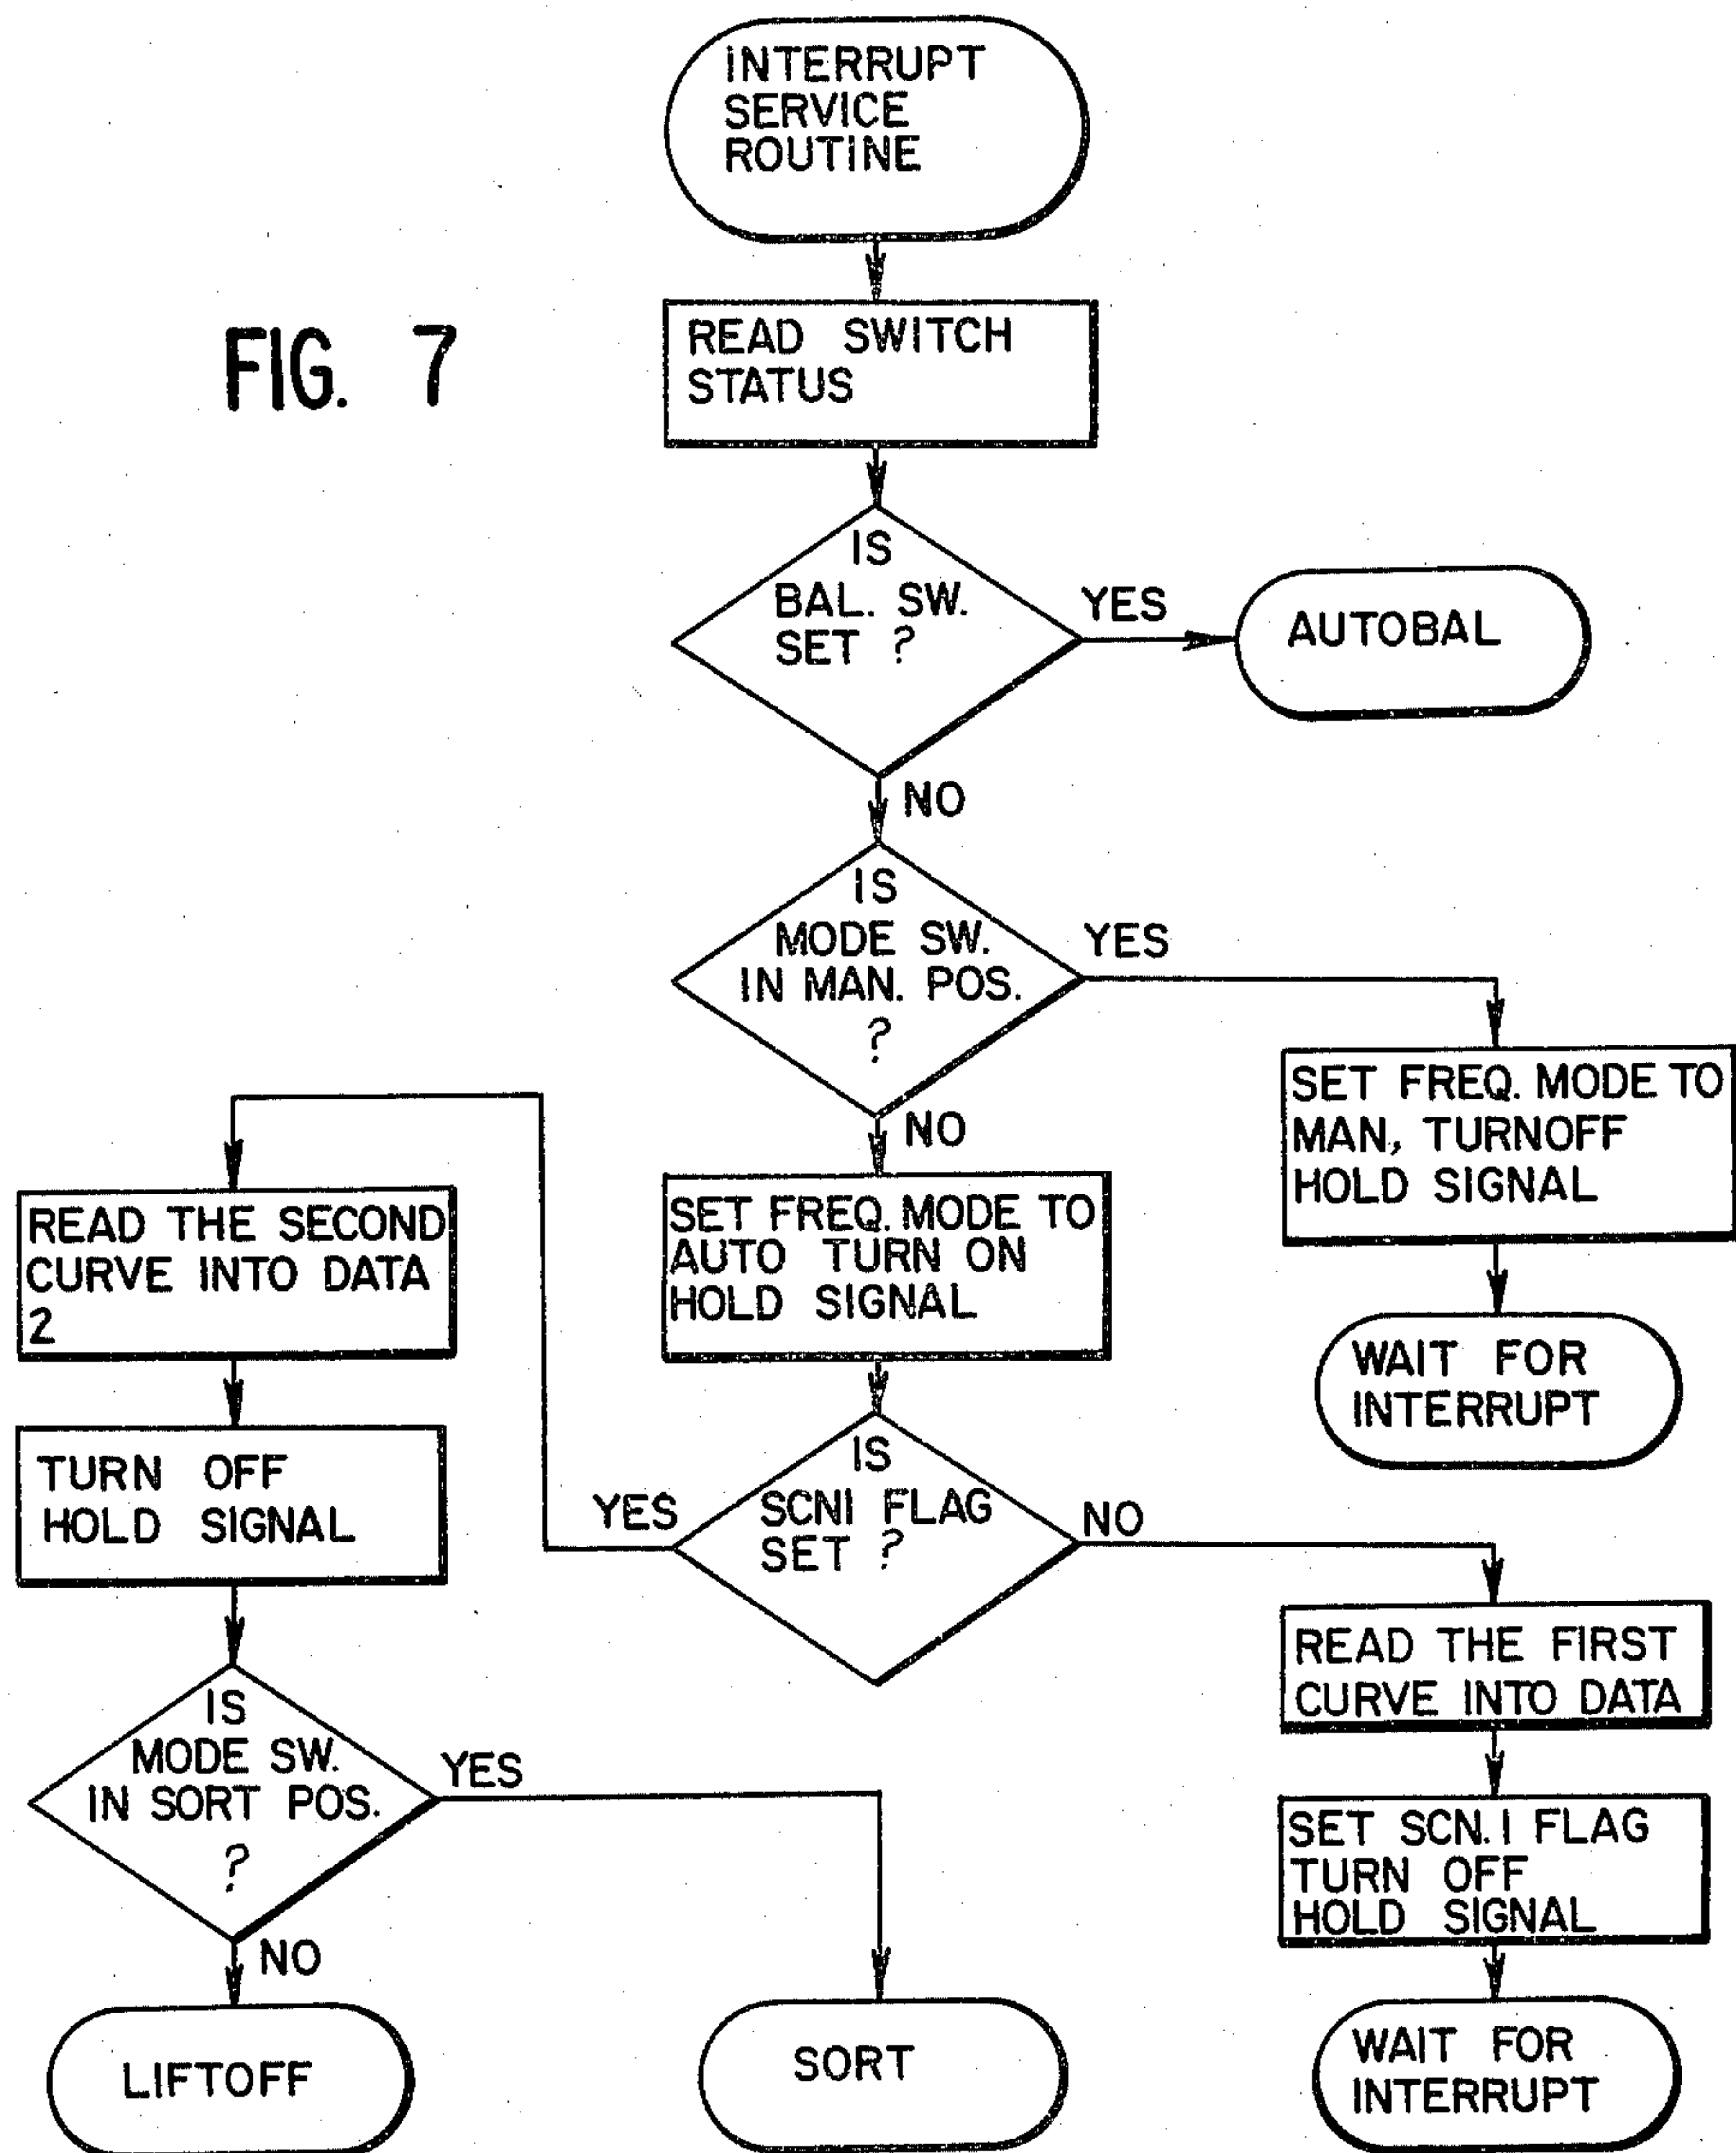 INTERRUPT
SERVICE
ROUTINE
FIG. 7
READ SWITCH
STATUS
IS
BAL. SW.
SET ?
YES
AUTOBAL
NO
IS
MODE SW.
IN MAN. POS.
?
YES
SET FREQ. MODE TO
MAN, TURNOFF
HOLD SIGNAL
WAIT FOR
INTERRUPT
NO
SET FREQ. MODE TO
AUTO TURN ON
HOLD SIGNAL
IS
SCN1 FLAG
SET ?
YES
READ THE SECOND
CURVE INTO DATA
2
TURN OFF
HOLD SIGNAL
IS
MODE SW.
IN SORT POS.
?
YES
SORT
NO
LIFTOFF
NO
READ THE FIRST
CURVE INTO DATA
SET SCN. 1 FLAG
TURN OFF
HOLD SIGNAL
WAIT FOR
INTERRUPT